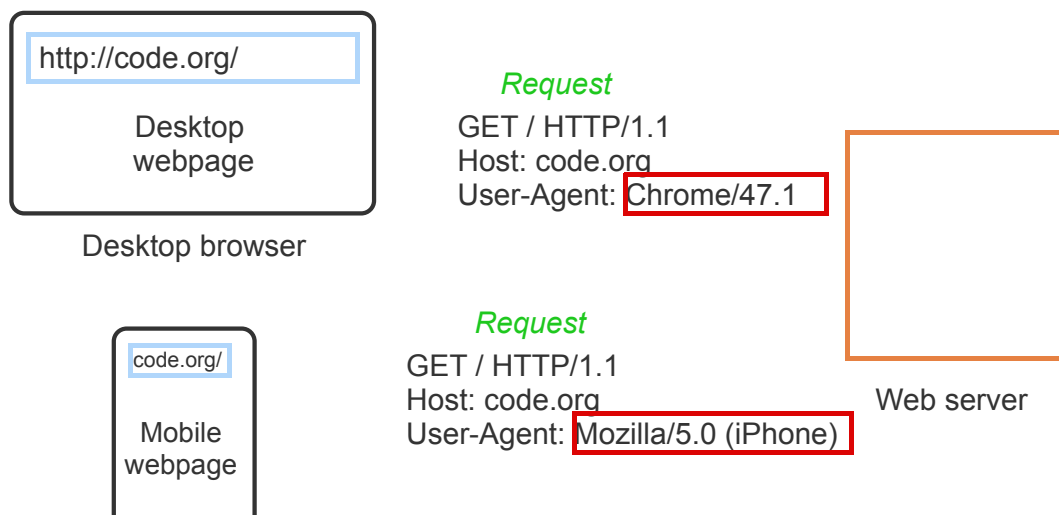 http://code.org/
Desktop
webpage
Desktop browser
Request
GET / HTTP/1.1
Host: code.org
User-Agent: Chrome/47.1
code.org/
Mobile
webpage
Request
GET / HTTP/1.1
Host: code.org
User-Agent: Mozilla/5.0 (iPhone)
Web server